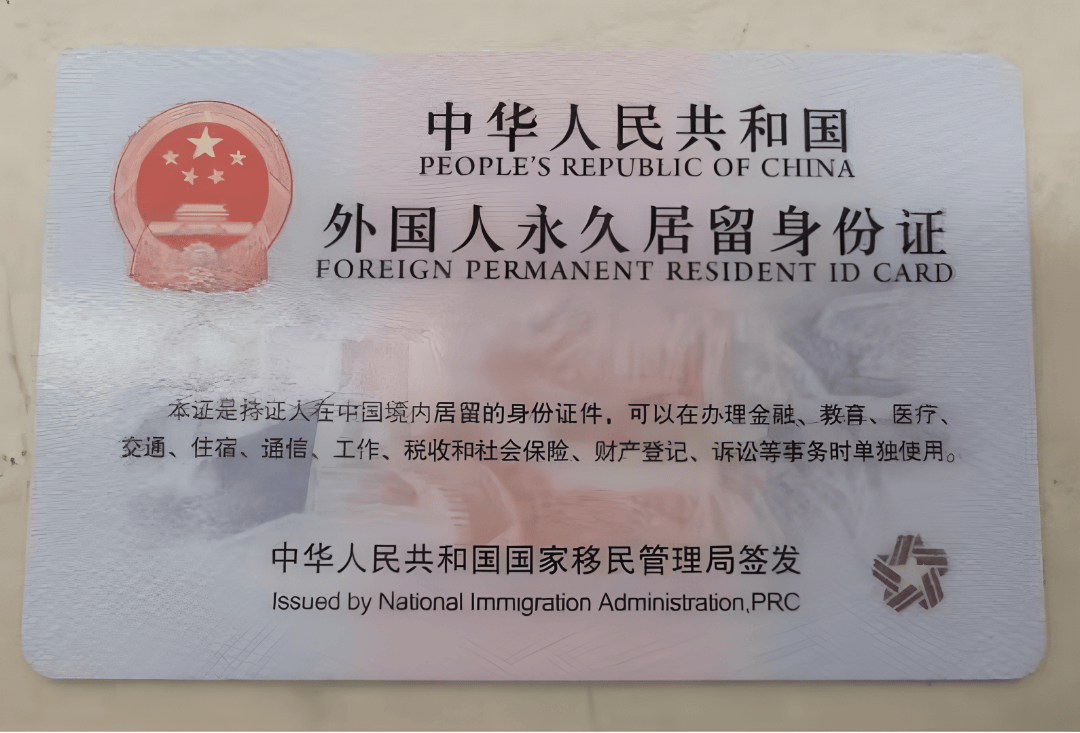 中华人民共和国
PEOPLE'S REPUBLIC OF CHINA
外国人永久居留身份证
FOREIGN PERMANENT RESIDENT ID CARD
本证是持证人在中国境内居留的身份证件，可以在办理金融、教育、医疗、
交通、住宿、通信、工作、税收和社会保险、财产登记、诉讼等事务时单独使用。
中华人民共和国国家移民管理局签发
Issued by National Immigration Administration,PRC